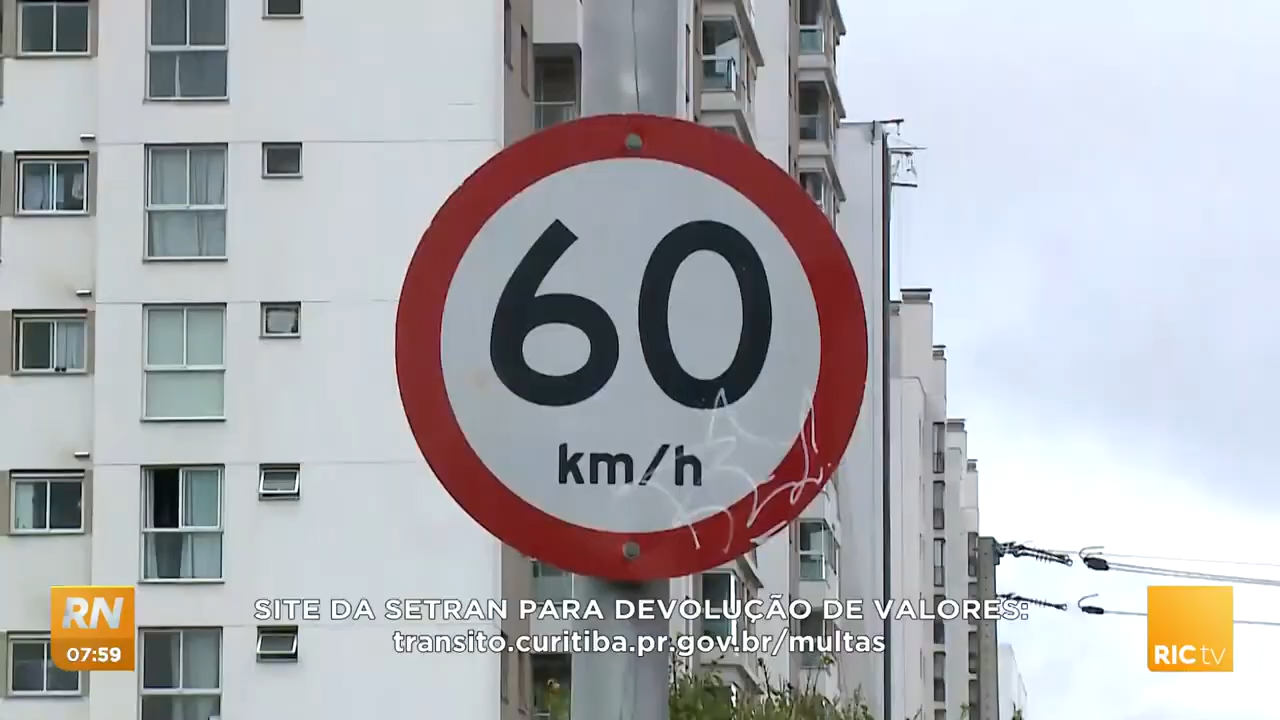 60
km/h
SITE DA SETRAN PARA DEVOLUÇÃO DE VALORES:
transito.curitiba.pr.gov.br/multas
RN
07:59
RIC tv